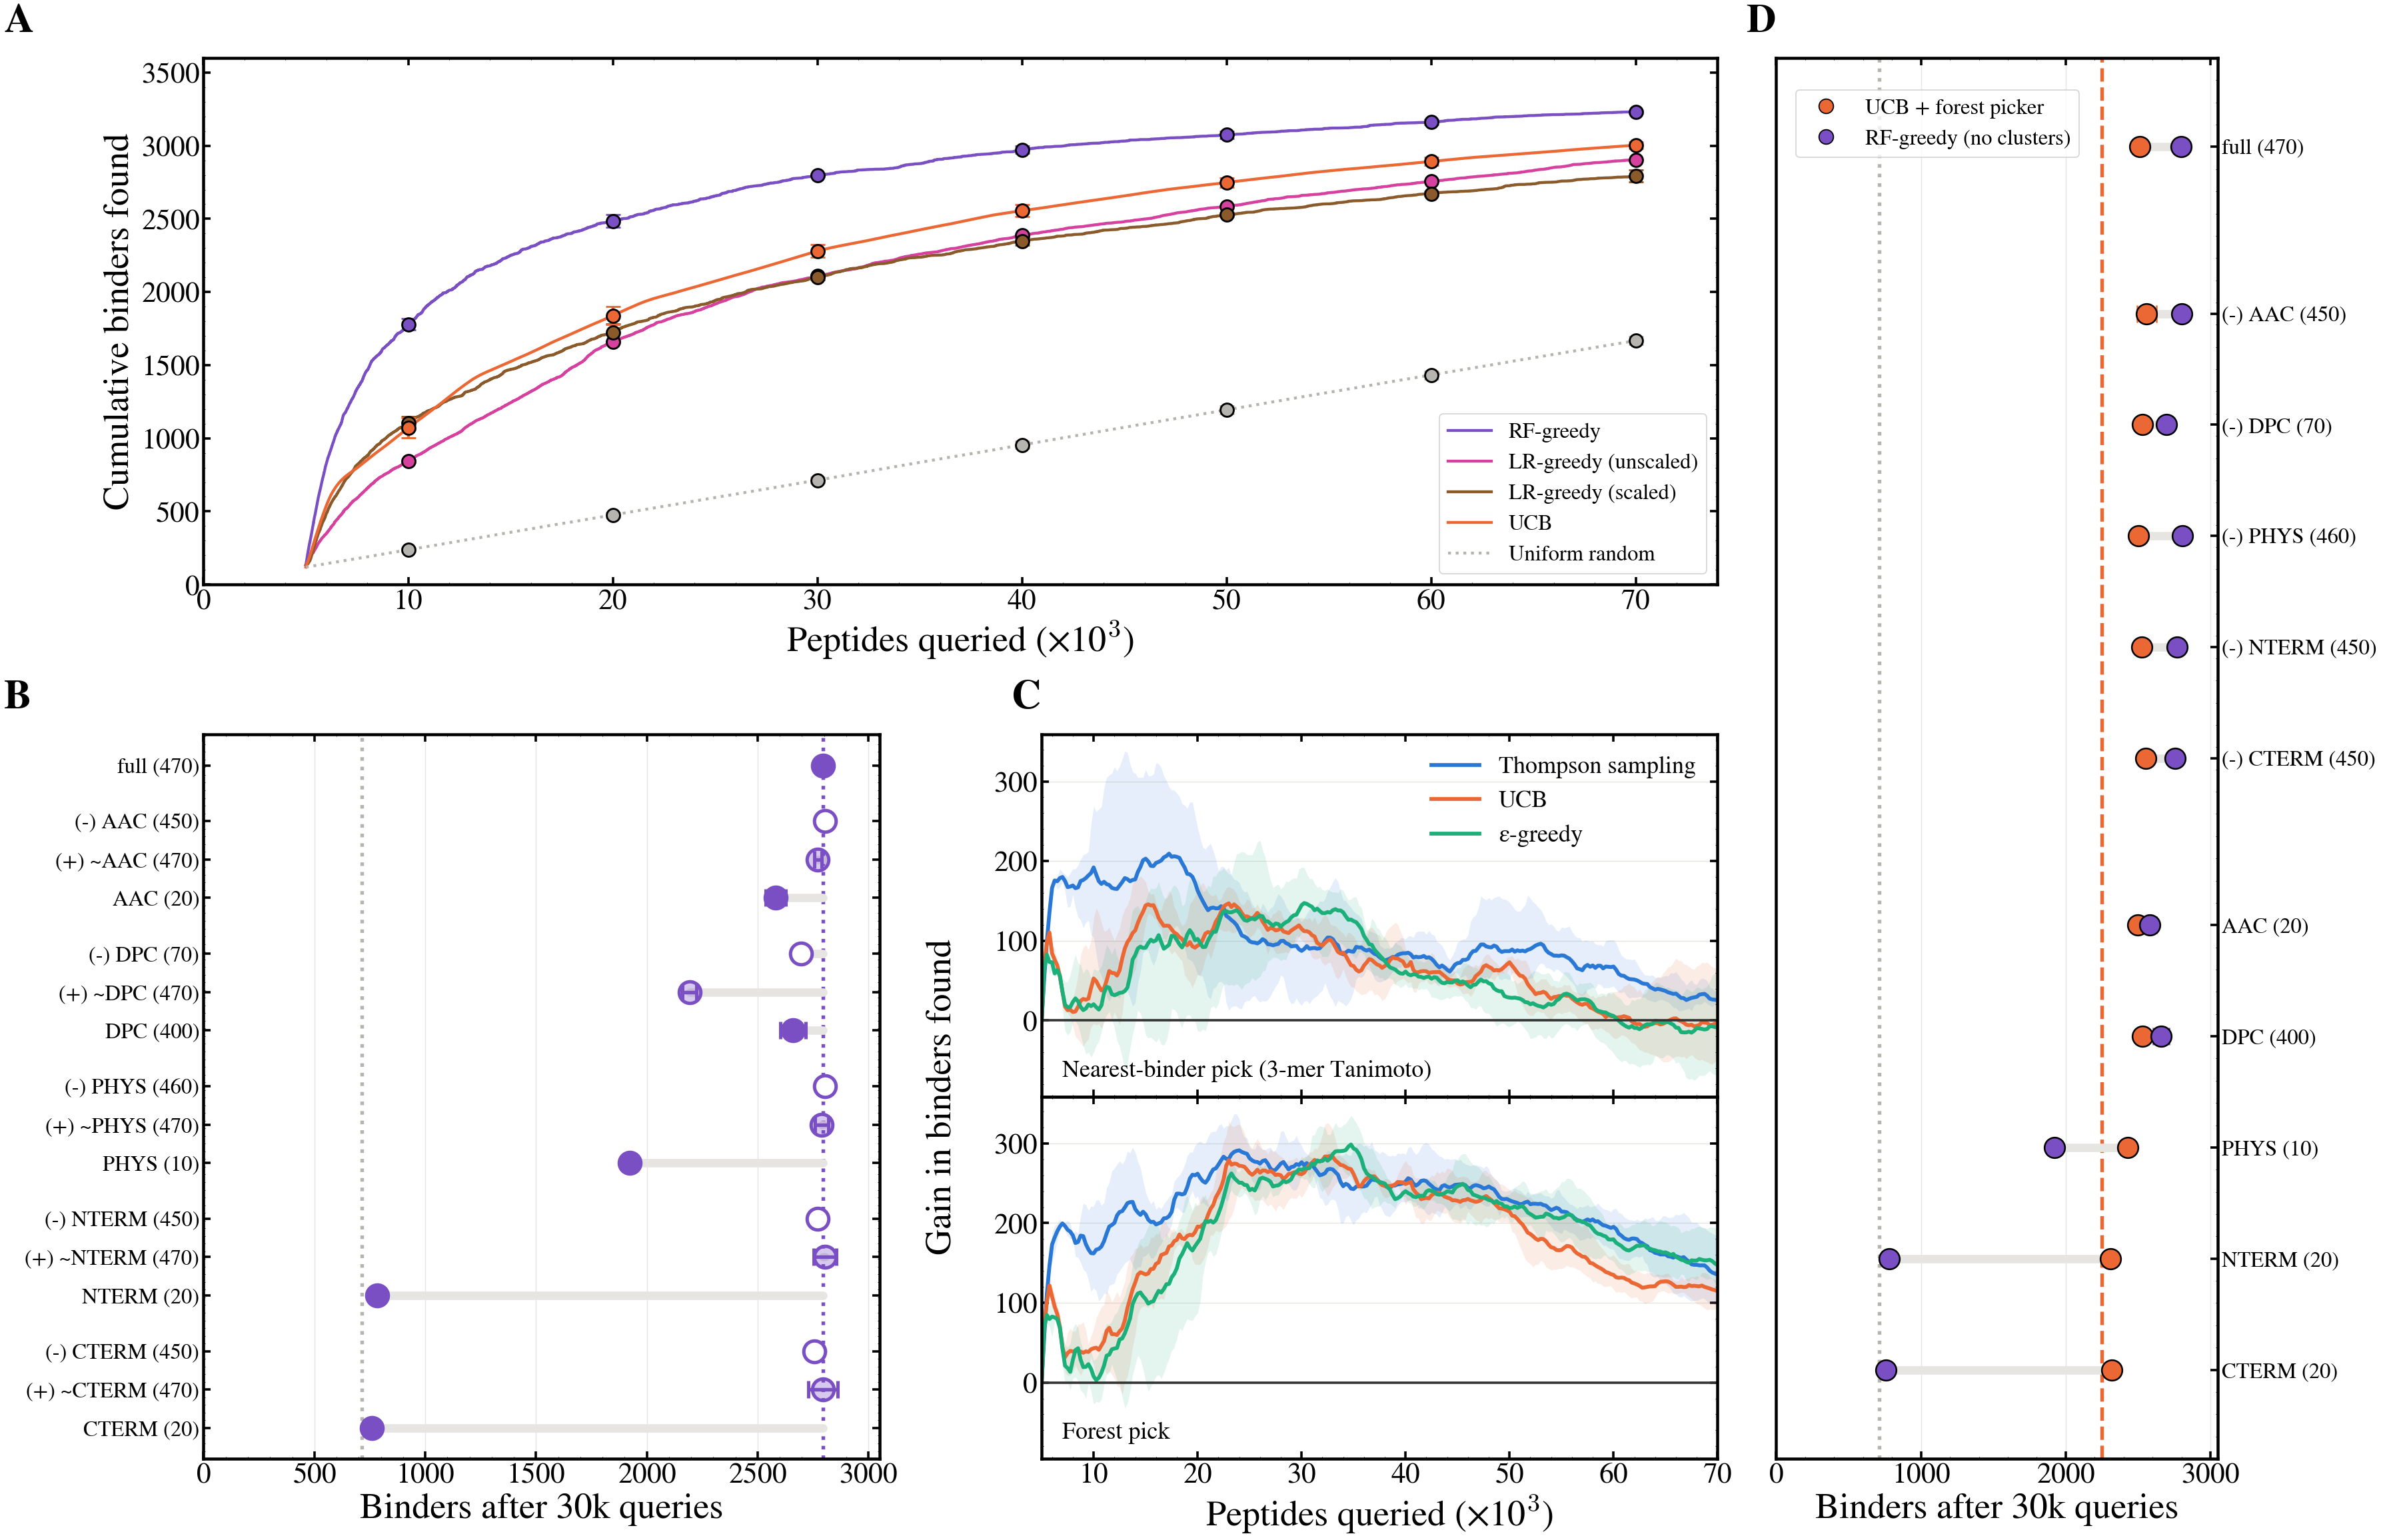 A
3500
3000
2500
2000
1500
1000
500
0
Cumulative binders found
0 10 20 30 40 50 60 70
Peptides queried (×10³)
RF-greedy
LR-greedy (unscaled)
LR-greedy (scaled)
UCB
Uniform random
B
full (470)
(-) AAC (450)
(+) ~AAC (470)
AAC (20)
(-) DPC (70)
(+) ~DPC (470)
DPC (400)
(-) PHYS (460)
(+) ~PHYS (470)
PHYS (10)
(-) NTERM (450)
(+) ~NTERM (470)
NTERM (20)
(-) CTERM (450)
(+) ~CTERM (470)
CTERM (20)
0 500 1000 1500 2000 2500 3000
Binders after 30k queries
C
Gain in binders found
300
200
100
0
Thompson sampling
UCB
ε-greedy
Nearest-binder pick (3-mer Tanimoto)
300
200
100
0
Forest pick
10 20 30 40 50 60 70
Peptides queried (×10³)
D
UCB + forest picker
RF-greedy (no clusters)
full (470)
(-) AAC (450)
(-) DPC (70)
(-) PHYS (460)
(-) NTERM (450)
(-) CTERM (450)
AAC (20)
DPC (400)
PHYS (10)
NTERM (20)
CTERM (20)
0 1000 2000 3000
Binders after 30k queries